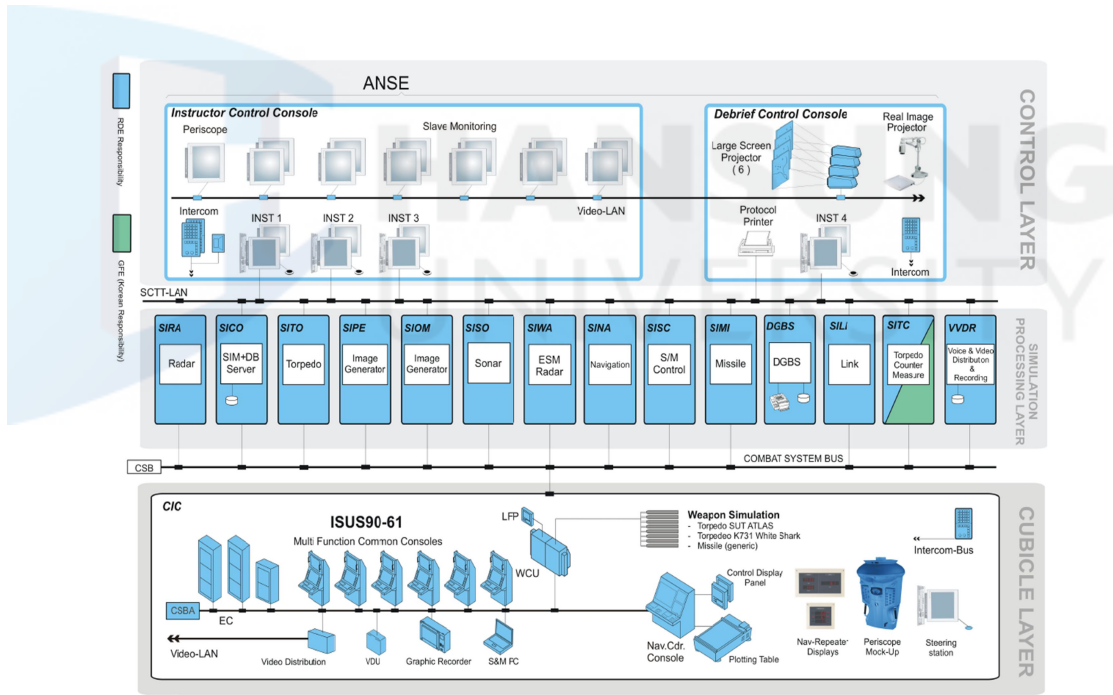 HANSUNG
UNIVERSITY
RDE Responsibility
GFE (Korean Responsibility)
ANSE
CONTROL LAYER
Instructor Control Console
Periscope
Slave Monitoring
Video-LAN
Intercom
INST 1
INST 2
INST 3
Debrief Control Console
Large Screen
Projector
( 6 )
Real Image
Projector
Protocol
Printer
INST 4
Intercom
SCTT-LAN
SIMULATION
PROCESSING LAYER
SIRA
Radar
SICO
SIM+DB
Server
SITO
Torpedo
SIPE
Image
Generator
SIOM
Image
Generator
SISO
Sonar
SIWA
ESM
Radar
SINA
Navigation
SISC
S/M
Control
SIMI
Missile
DGBS
DGBS
SILi
Link
SITC
Torpedo
Counter
Measure
VVDR
Voice & Video
Distribution
&
Recording
CSB
COMBAT SYSTEM BUS
CUBICLE LAYER
CIC
ISUS90-61
Multi Function Common Consoles
LFP
WCU
Weapon Simulation
- Torpedo SUT ATLAS
- Torpedeo K731 White Shark
- Missile (generic)
Intercom-Bus
CSBA
EC
Video-LAN
Video Distribution
VDU
Graphic Recorder
S&M PC
Nav.Cdr.
Console
Control Display
Panel
Plotting Table
Nav-Repeater
Displays
Periscope
Mock-Up
Steering
station